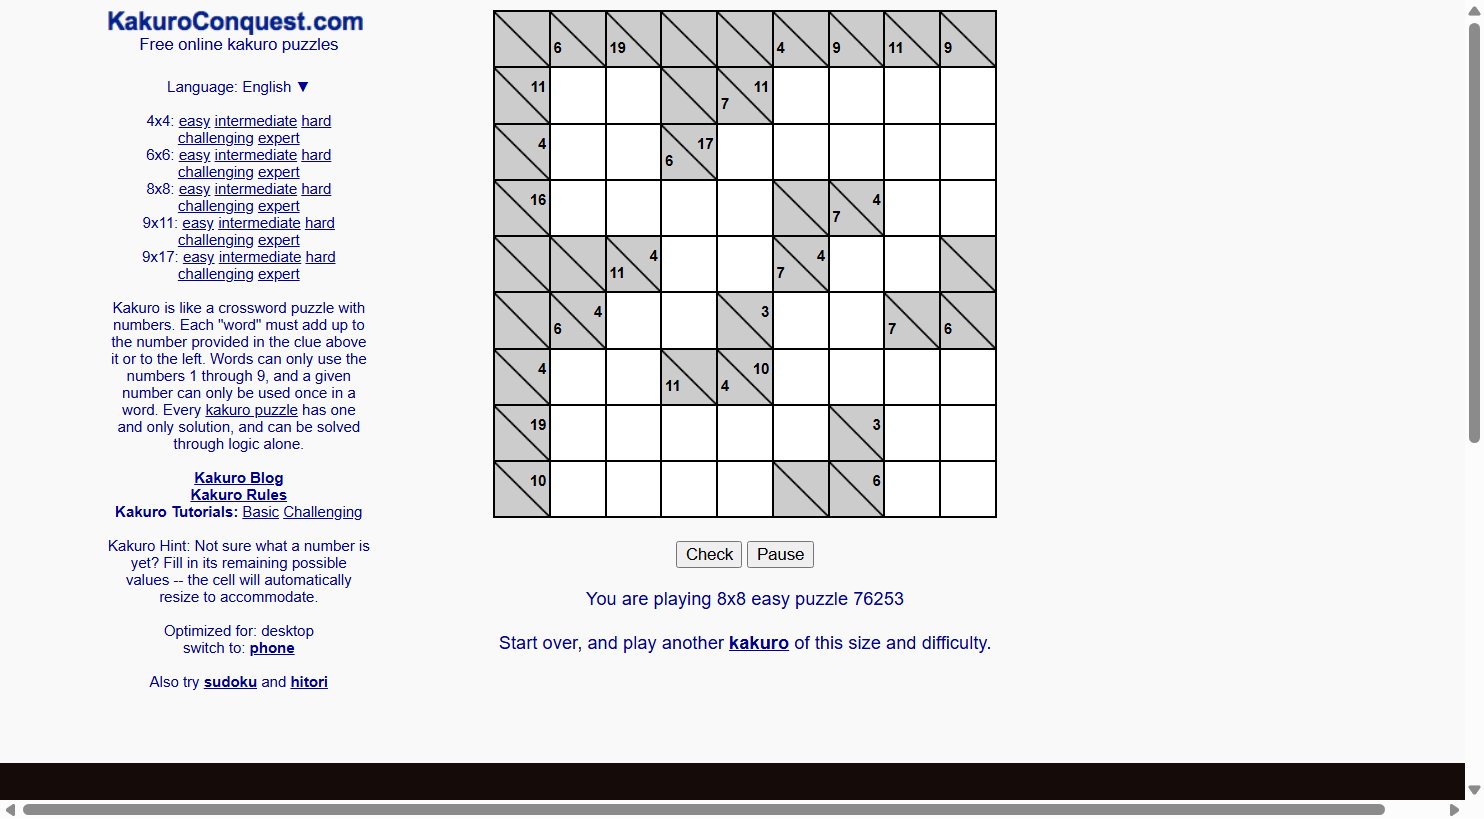 KakuroConquest.com
Free online kakuro puzzles
Language: English ▼
4x4: easy intermediate hard
challenging expert
6x6: easy intermediate hard
challenging expert
8x8: easy intermediate hard
challenging expert
9x11: easy intermediate hard
challenging expert
9x17: easy intermediate hard
challenging expert
Kakuro is like a crossword puzzle with
numbers. Each "word" must add up to
the number provided in the clue above
it or to the left. Words can only use the
numbers 1 through 9, and a given
number can only be used once in a
word. Every kakuro puzzle has one
and only solution, and can be solved
through logic alone.
Kakuro Blog
Kakuro Rules
Kakuro Tutorials: Basic Challenging
Kakuro Hint: Not sure what a number is
yet? Fill in its remaining possible
values -- the cell will automatically
resize to accommodate.
Optimized for: desktop
switch to: phone
Also try sudoku and hitori
6 19 4 9 11 9
11 7 11
4 6 17
16 7 4
11 4 7 4
6 4 3 7 6
4 11 4 10
19 3
10 6
Check Pause
You are playing 8x8 easy puzzle 76253
Start over, and play another kakuro of this size and difficulty.